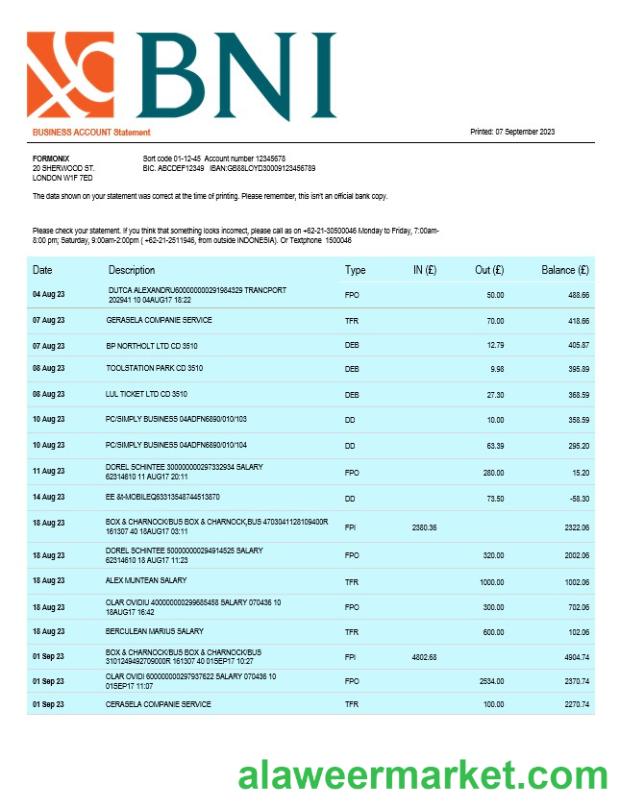 BNI
BUSINESS ACCOUNT Statement
Printed: 07 September 2023
FORMONIX
20 SHERWOOD ST.
LONDON W1F 7ED
Sort code 01-12-45 Account number 12345678
BIC. ABCDEF12349 IBAN:GB88LOYD30009123456789
The data shown on your statement was correct at the time of printing. Please remember, this isn't an official bank copy.
Please check your statement. If you think that something looks incorrect, please call as on +62-21-30500046 Monday to Friday, 7:00am-
8:00 pm; Saturday, 9:00am-2:00pm ( +62-21-2511946, from outside INDONESIA). Or Textphone 1500046
Date Description Type IN (£) Out (£) Balance (£)
04 Aug 23 DUTCA ALEXANDRU600000000291984329 TRANCPORT FPO 50.00 488.66
202941 10 04AUG17 18:22
07 Aug 23 GERASELA COMPANIE SERVICE TFR 70.00 418.66
07 Aug 23 BP NORTHOLT LTD CD 3510 DEB 12.79 405.87
08 Aug 23 TOOLSTATION PARK CD 3510 DEB 9.98 395.89
08 Aug 23 LUL TICKET LTD CD 3510 DEB 27.30 368.59
10 Aug 23 PC/SIMPLY BUSINESS 04ADFN6890/010/103 DD 10.00 358.59
10 Aug 23 PC/SIMPLY BUSINESS 04ADFN6890/010/104 DD 63.39 295.20
11 Aug 23 DOREL SCHINTEE 300000000297332934 SALARY FPO 280.00 15.20
62314610 11 AUG17 20:11
14 Aug 23 EE &t-MOBILEQ63313548744513870 DD 73.50 -58.30
18 Aug 23 BOX & CHARNOCK/BUS BOX & CHARNOCK,BUS 4703041128109400R FPI 2380.36 2322.06
161307 40 18AUG17 03:11
18 Aug 23 DOREL SCHINTEE 500000000294914525 SALARY FPO 320.00 2002.06
62314610 18 AUG17 11:23
18 Aug 23 ALEX MUNTEAN SALARY TFR 1000.00 1002.06
18 Aug 23 OLAR OVIDIU 400000000299685458 SALARY 070436 10 FPO 300.00 702.06
18AUG17 16:42
18 Aug 23 BERCULEAN MARIUS SALARY TFR 600.00 102.06
01 Sep 23 BOX & CHARNOCK/BUS BOX & CHARNOCK/BUS FPI 4802.68 4904.74
3101249492709000R 161307 40 01SEP17 10:27
01 Sep 23 OLAR OVIDI 600000000297937622 SALARY 070436 10 FPO 2534.00 2370.74
01SEP17 11:07
01 Sep 23 CERASELA COMPANIE SERVICE TFR 100.00 2270.74
alaweermarket.com